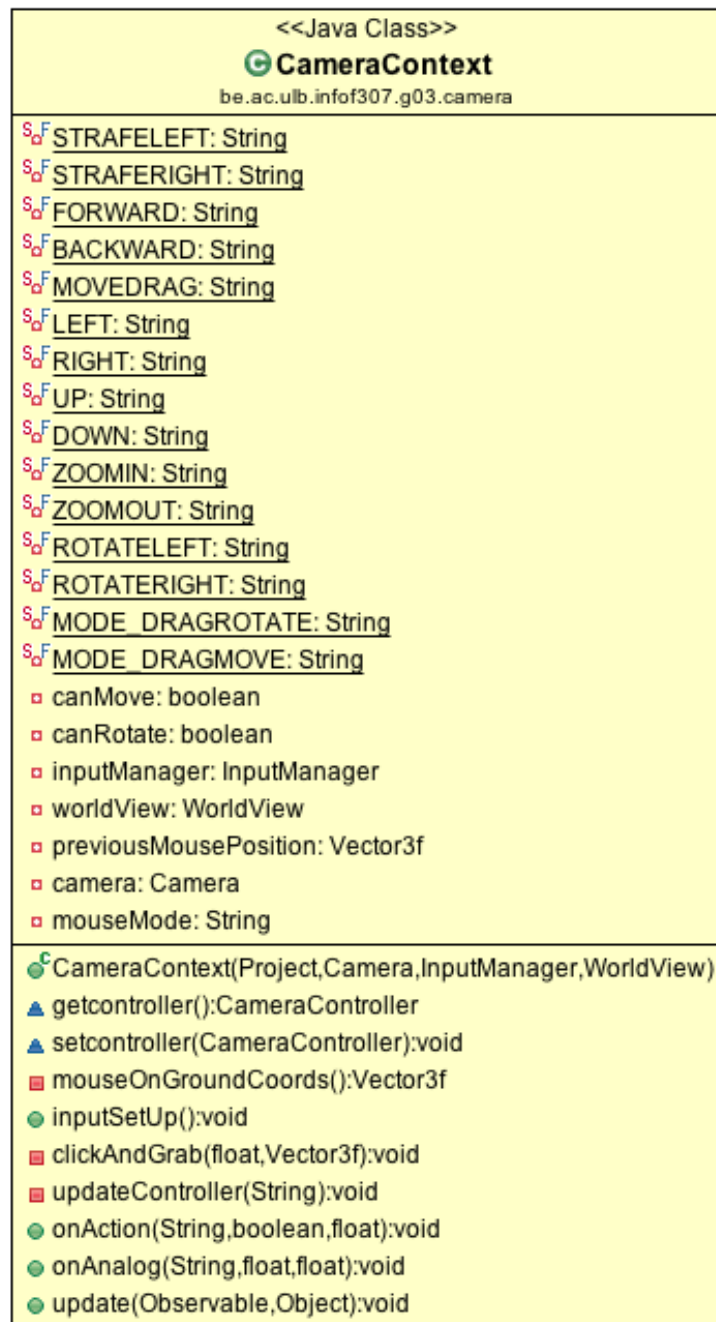 <<Java Class>>
C CameraContext
be.ac.ulb.infof307.g03.camera
S F STRAFELEFT: String
S F STRAFERIGHT: String
S F FORWARD: String
S F BACKWARD: String
S F MOVEDRAG: String
S F LEFT: String
S F RIGHT: String
S F UP: String
S F DOWN: String
S F ZOOMIN: String
S F ZOOMOUT: String
S F ROTATELEFT: String
S F ROTATERIGHT: String
S F MODE_DRAGROTATE: String
S F MODE_DRAGMOVE: String
canMove: boolean
canRotate: boolean
inputManager: InputManager
worldView: WorldView
previousMousePosition: Vector3f
camera: Camera
mouseMode: String
C CameraContext(Project,Camera,InputManager,WorldView)
getcontroller():CameraController
setcontroller(CameraController):void
mouseOnGroundCoords():Vector3f
inputSetUp():void
clickAndGrab(float,Vector3f):void
updateController(String):void
onAction(String,boolean,float):void
onAnalog(String,float,float):void
update(Observable,Object):void